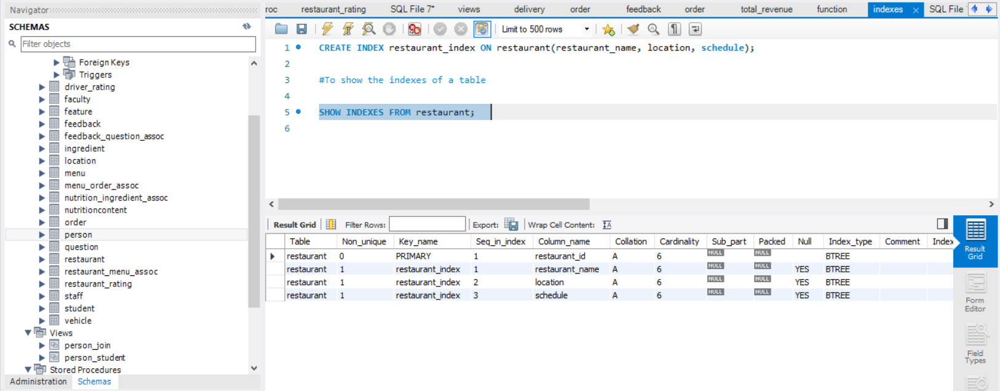 Navigator
SCHEMAS
Filter objects
Foreign Keys
Triggers
driver_rating
faculty
feature
feedback
feedback_question_assoc
ingredient
location
menu
menu_order_assoc
nutrition_ingredient_assoc
nutritioncontent
order
person
question
restaurant
restaurant_menu_assoc
restaurant_rating
staff
student
vehicle
Views
person_join
person_student
Stored Procedures
Administration Schemas
roc restaurant_rating SQL File 7* views delivery order feedback order total_revenue function indexes SQL File
Limit to 500 rows
1 CREATE INDEX restaurant_index ON restaurant(restaurant_name, location, schedule);
2
3 #To show the indexes of a table
4
5 SHOW INDEXES FROM restaurant;
6
Result Grid Filter Rows: Export: Wrap Cell Content:
Table Non_unique Key_name Seq_in_index Column_name Collation Cardinality Sub_part Packed Null Index_type Comment Index
restaurant 0 PRIMARY 1 restaurant_id A 6 NULL NULL BTREE
restaurant 1 restaurant_index 1 restaurant_name A 6 NULL NULL YES BTREE
restaurant 1 restaurant_index 2 location A 6 NULL NULL YES BTREE
restaurant 1 restaurant_index 3 schedule A 6 NULL NULL YES BTREE
Result
Grid
Form
Editor
Field
Types